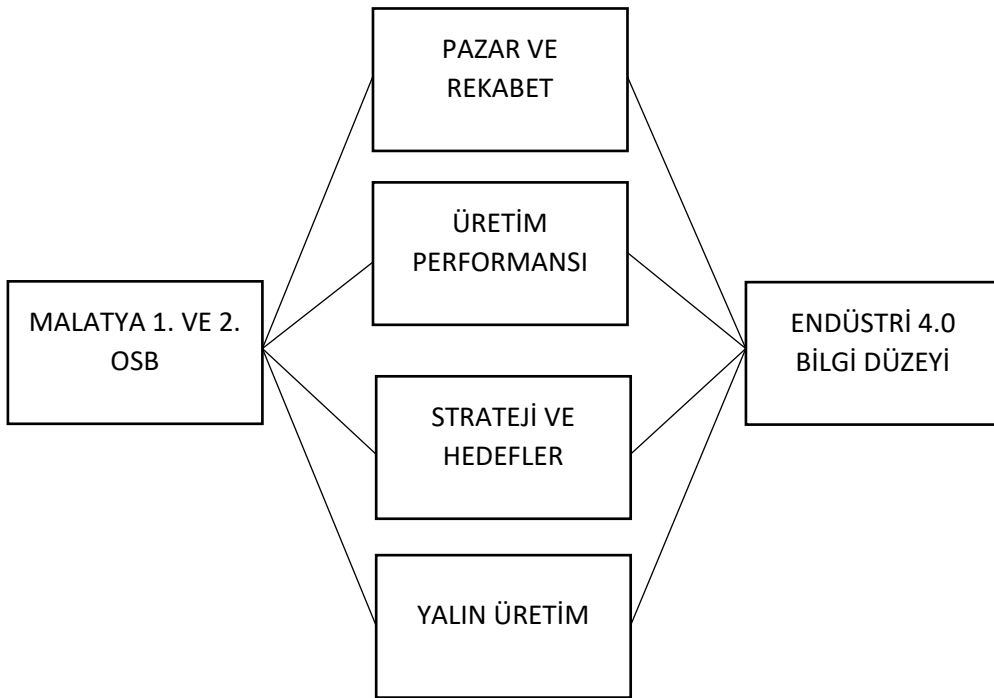 PAZAR VE
REKABET
ÜRETİM
PERFORMANSI
MALATYA 1. VE 2.
OSB
ENDÜSTRİ 4.0
BİLGİ DÜZEYİ
STRATEJİ VE
HEDEFLER
YALIN ÜRETİM